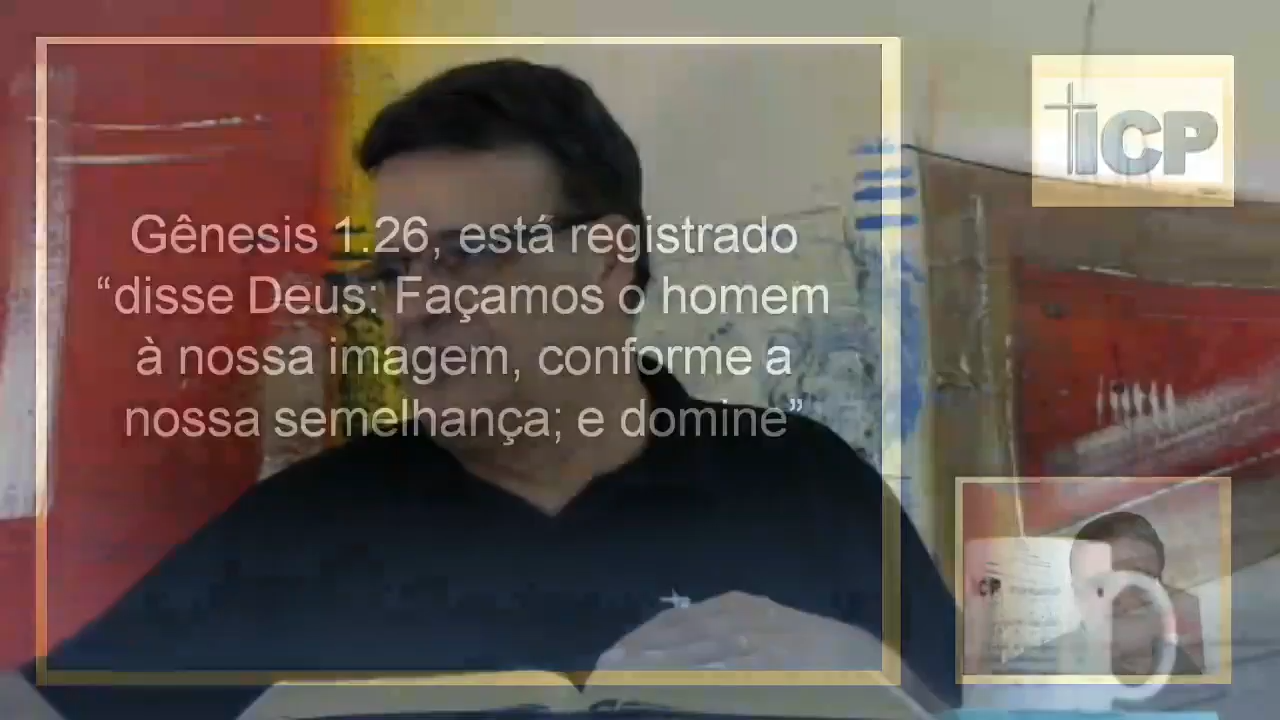 Gênesis 1.26, está registrado
“disse Deus: Façamos o homem
à nossa imagem, conforme a
nossa semelhança; e domine”
ICP